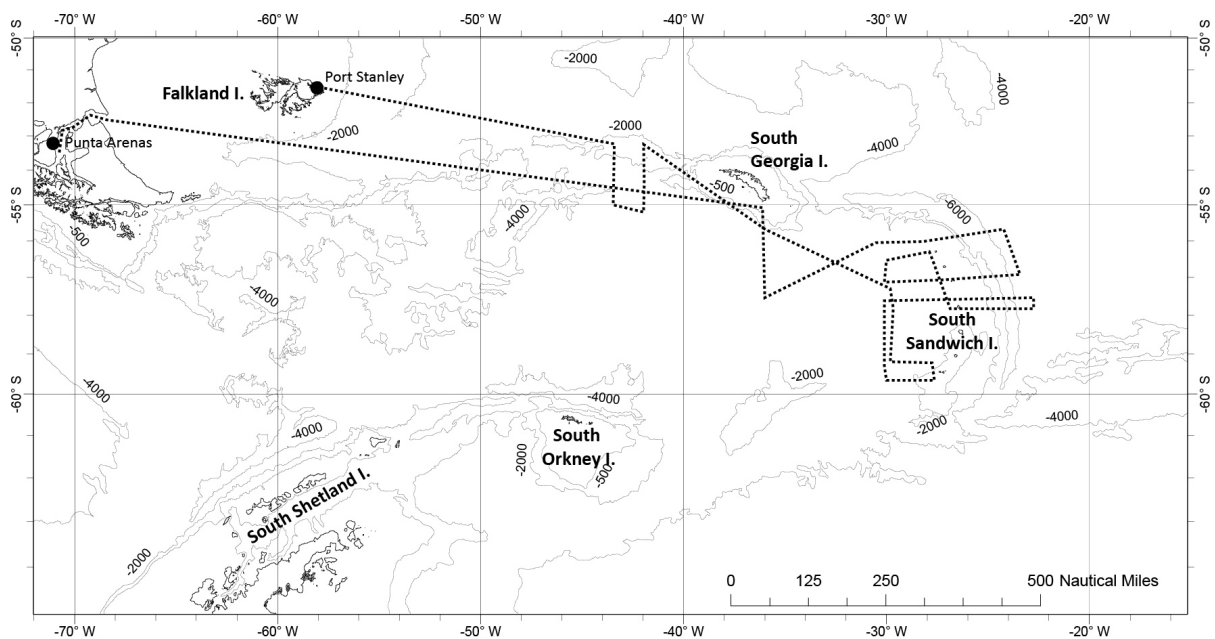 -70° W -60° W -50° W -40° W -30° W -20° W
-50° S
-50° S
-2000
-4000
Port Stanley
Falkland I.
-2000
-2000
Punta Arenas
South
Georgia I.
-4000
-500
-55° S
-55° S
-6000
-4000
-500
-4000
South
Sandwich I.
-2000
-4000
-60° S
-60° S
-4000
-4000
-2000
-4000
South
Orkney I.
-2000
-500
South Shetland I.
-2000
0 125 250 500 Nautical Miles
-70° W -60° W -50° W -40° W -30° W -20° W